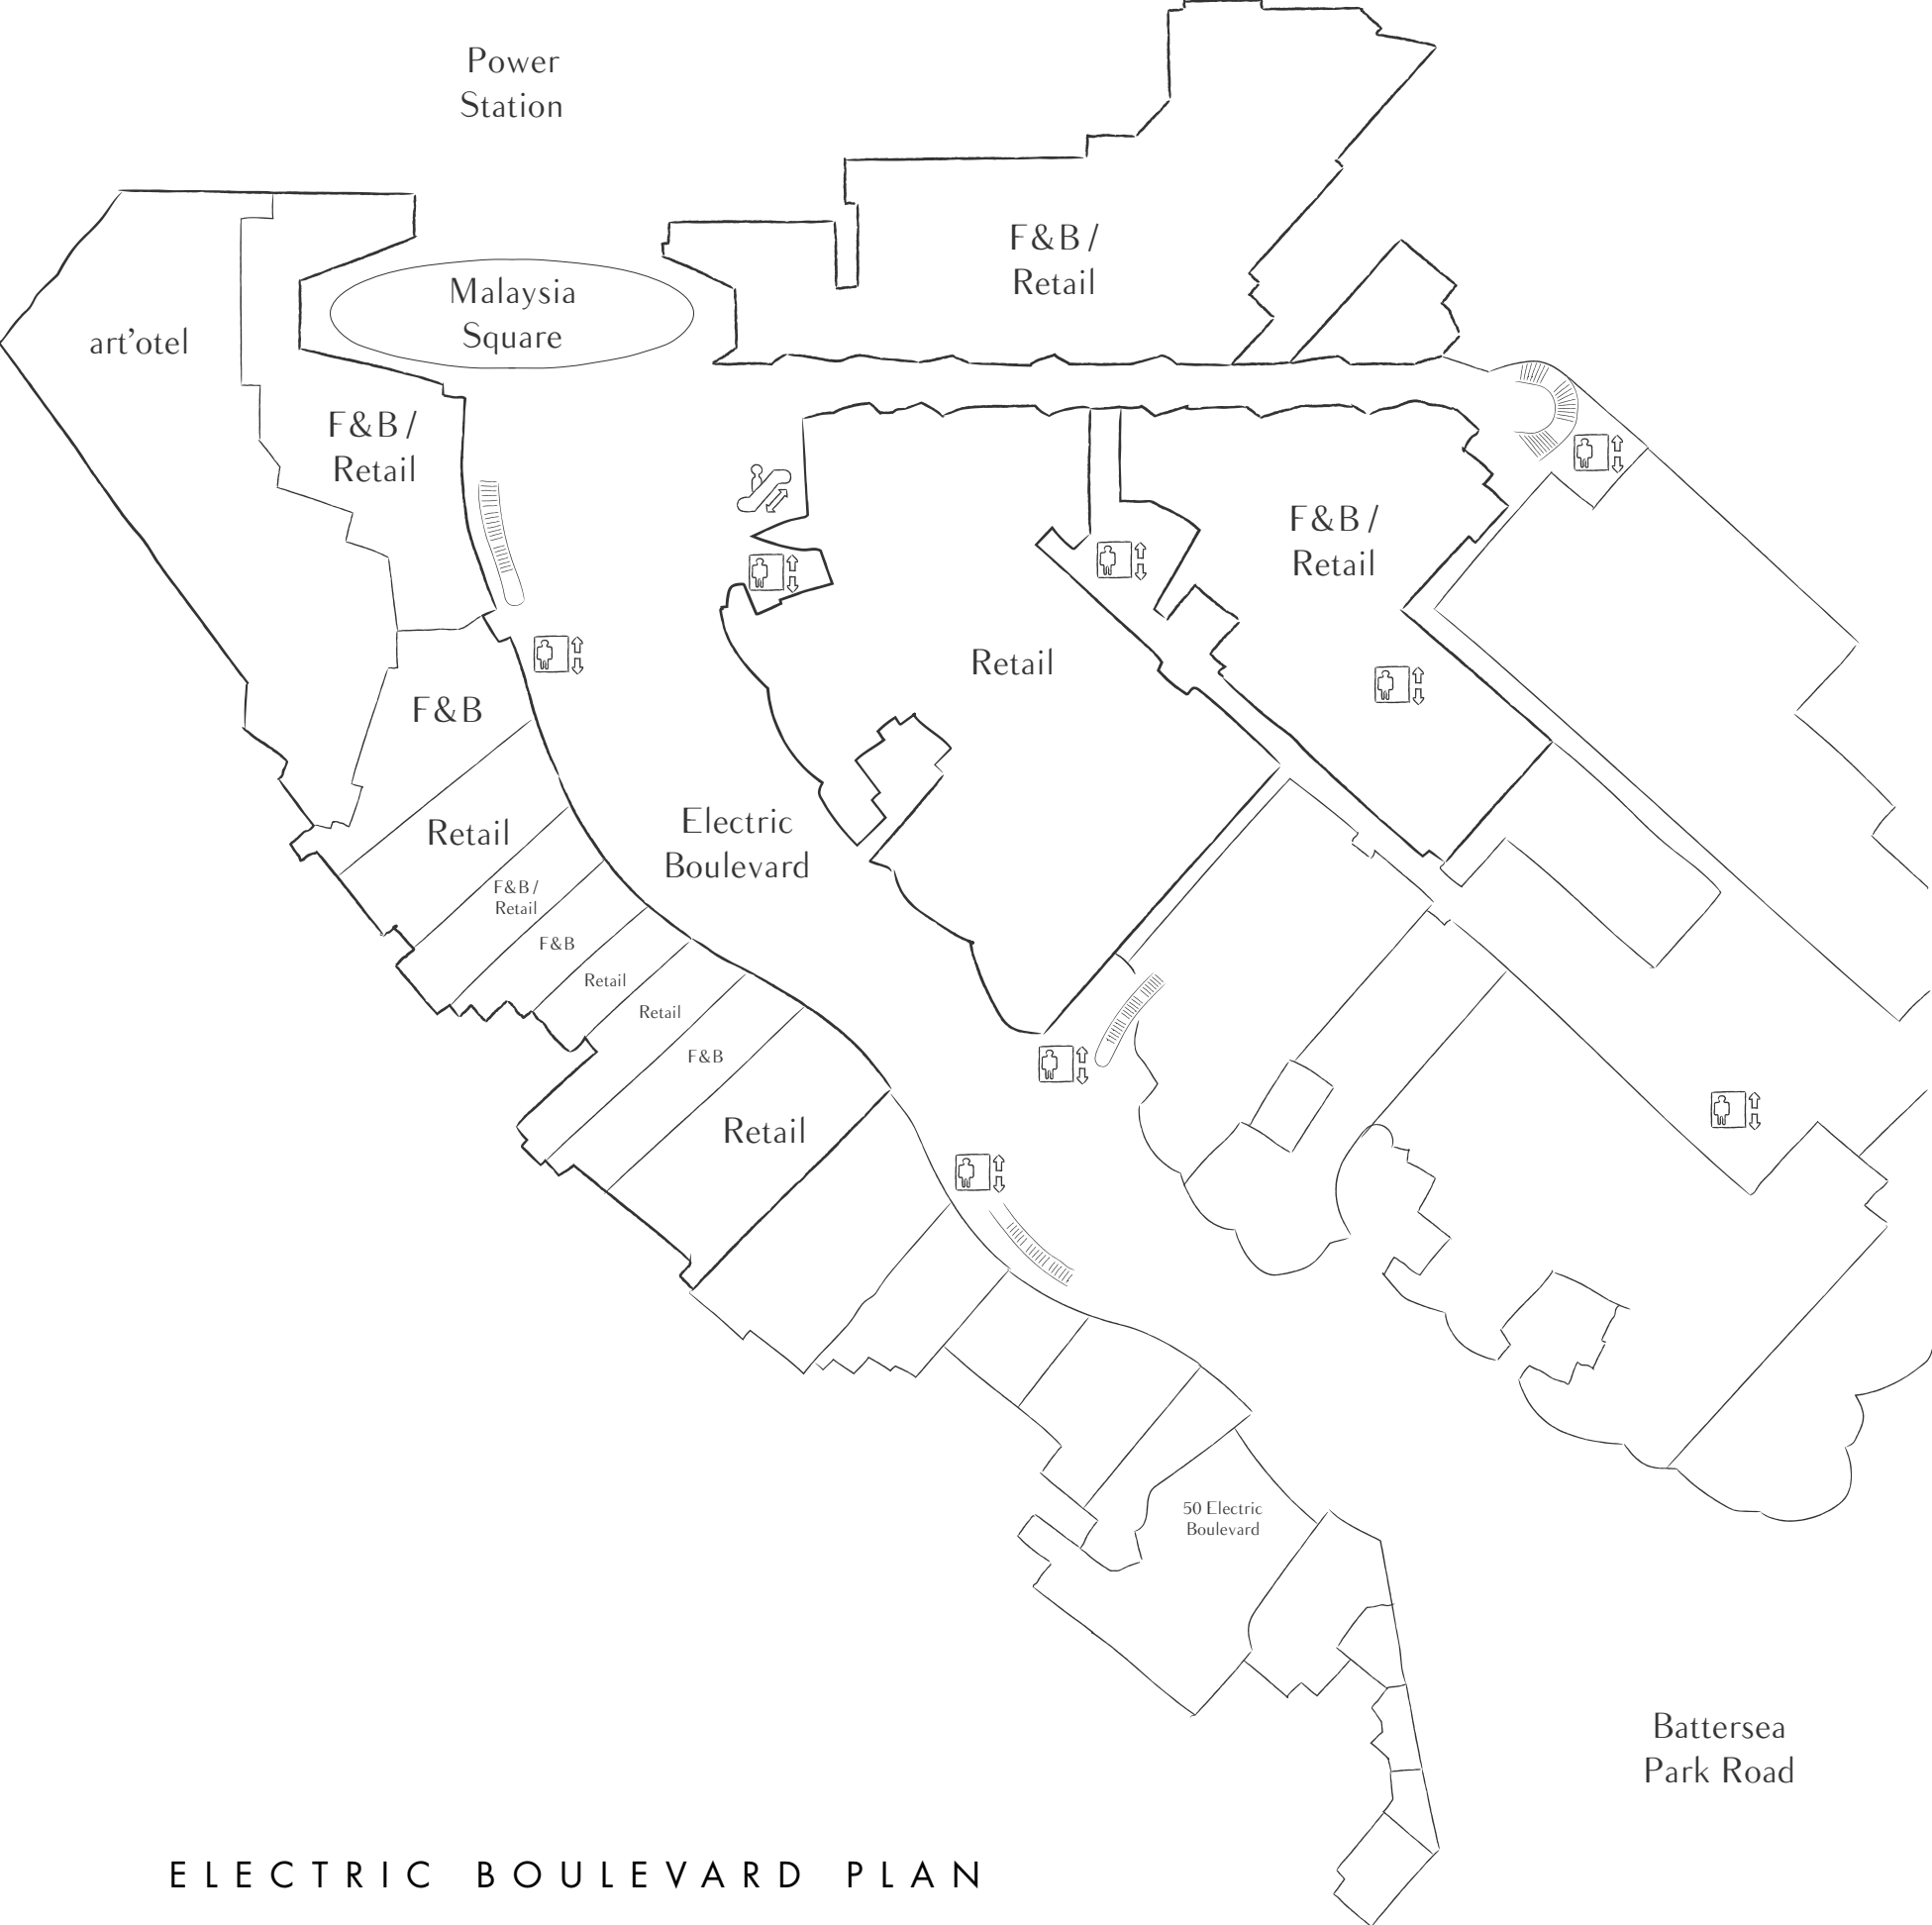 Power
Station
F&B /
Retail
Malaysia
Square
art’otel
F&B /
Retail
F&B /
Retail
Retail
F&B
Electric
Boulevard
Retail
F&B /
Retail
F&B
Retail
Retail
F&B
Retail
50 Electric
Boulevard
Battersea
Park Road
ELECTRIC BOULEVARD PLAN